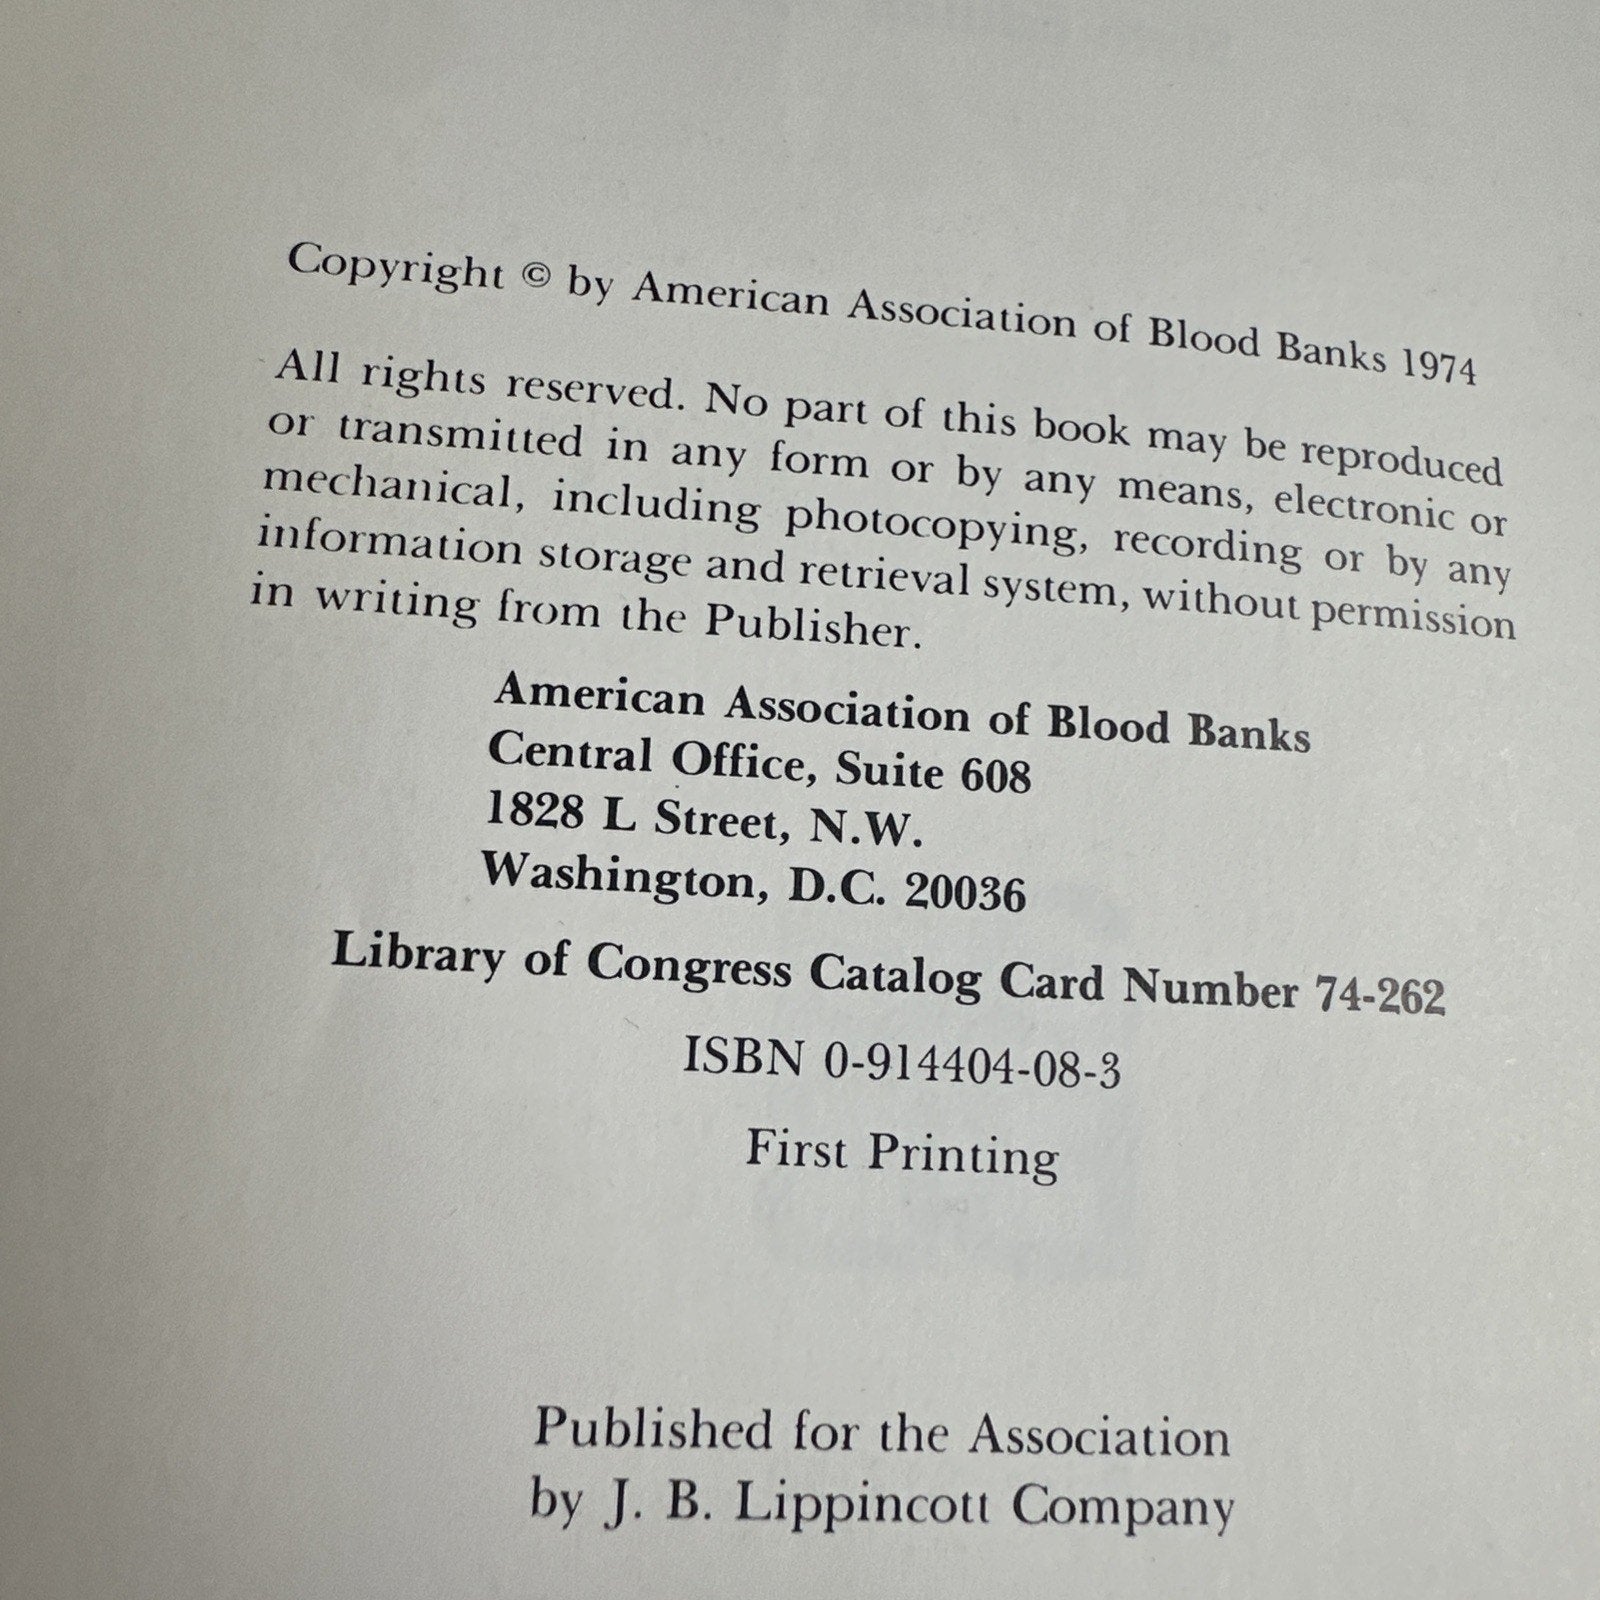 Copyright © by American Association of Blood Banks 1974
All rights reserved. No part of this book may be reproduced
or transmitted in any form or by any means, electronic or
mechanical, including photocopying, recording or by any
information storage and retrieval system, without permission
in writing from the Publisher.
American Association of Blood Banks
Central Office, Suite 608
1828 L Street, N.W.
Washington, D.C. 20036
Library of Congress Catalog Card Number 74-262
ISBN 0-914404-08-3
First Printing
Published for the Association
by J. B. Lippincott Company